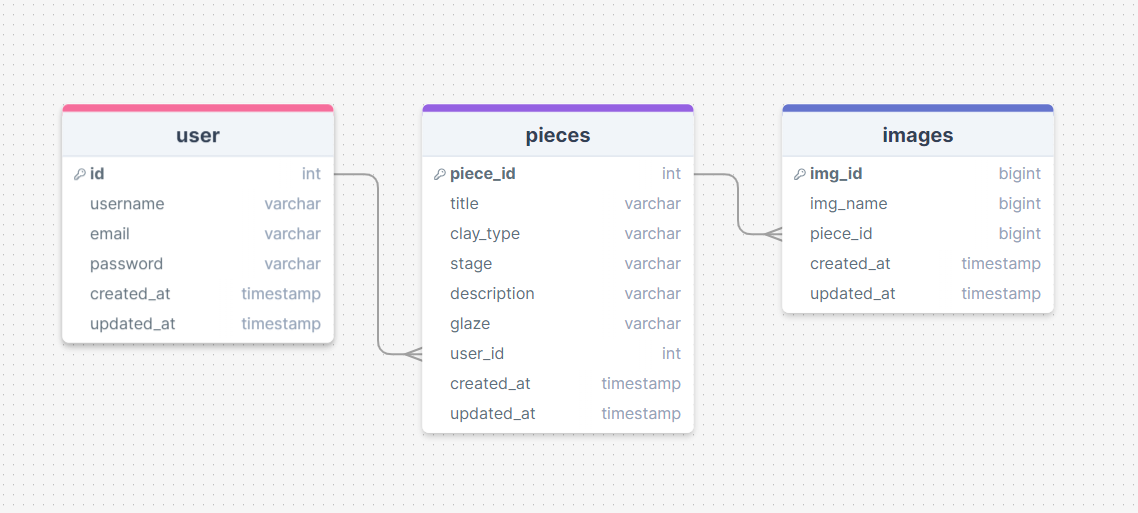 user
id int
username varchar
email varchar
password varchar
created_at timestamp
updated_at timestamp
pieces
piece_id int
title varchar
clay_type varchar
stage varchar
description varchar
glaze varchar
user_id int
created_at timestamp
updated_at timestamp
images
img_id bigint
img_name bigint
piece_id bigint
created_at timestamp
updated_at timestamp